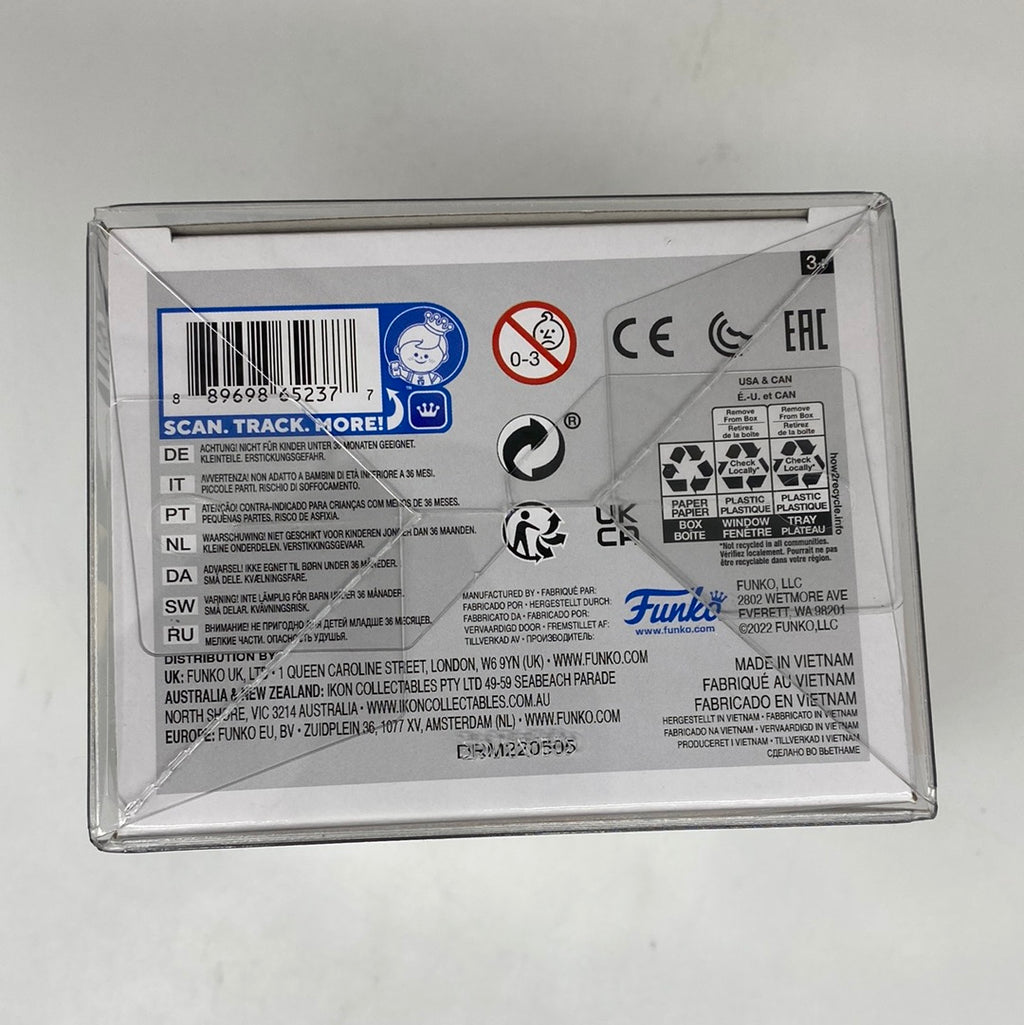 3+
8 89698 65237 7
SCAN. TRACK. MORE!
™
0-3
CE
EAC
®
UK
CA
USA & CAN
É.-U. et CAN
Remove From Box
Retirez de la boîte
Remove From Box
Retirez de la boîte
Check Locally*
Check Locally*
PAPER
PAPIER
BOX
BOÎTE
PLASTIC
PLASTIQUE
WINDOW
FENÊTRE
PLASTIC
PLASTIQUE
TRAY
PLATEAU
how2recycle.info
*Not recycled in all communities.
Vérifiez localement. Pourrait ne pas
être recyclable dans votre région.
DE ACHTUNG! NICHT FÜR KINDER UNTER 36 MONATEN GEEIGNET.
KLEINTEILE. ERSTICKUNGSGEFAHR.
IT AVVERTENZA! NON ADATTO A BAMBINI DI ETÀ INFERIORE A 36 MESI.
PICCOLE PARTI. RISCHIO DI SOFFOCAMENTO.
PT ATENÇÃO! CONTRA-INDICADO PARA CRIANÇAS COM MENOS DE 36 MESES.
PEQUENAS PARTES. RISCO DE ASFIXIA.
NL WAARSCHUWING! NIET GESCHIKT VOOR KINDEREN JONGER DAN 36 MAANDEN.
KLEINE ONDERDELEN. VERSTIKKINGSGEVAAR.
DA ADVARSEL! IKKE EGNET TIL BØRN UNDER 36 MÅNEDER.
SMÅ DELE. KVÆLNINGSFARE.
SW VARNING! INTE LÄMPLIG FÖR BARN UNDER 36 MÅNADER.
SMÅ DELAR. KVÄVNINGSRISK.
RU ВНИМАНИЕ! НЕ ПРИГОДНО ДЛЯ ДЕТЕЙ МЛАДШЕ 36 МЕСЯЦЕВ.
МЕЛКИЕ ЧАСТИ. ОПАСНОСТЬ УДУШЬЯ.
MANUFACTURED BY • FABRIQUÉ PAR:
FABRICADO POR • HERGESTELLT DURCH:
FABBRICATO DA • FABRICADO POR:
VERVAARDIGD DOOR • FREMSTILLET AF:
TILLVERKAD AV • ПРОИЗВОДИТЕЛЬ:
Funko
www.funko.com
FUNKO, LLC
2802 WETMORE AVE
EVERETT, WA 98201
©2022 FUNKO,LLC
DISTRIBUTION BY
UK: FUNKO UK, LTD • 1 QUEEN CAROLINE STREET, LONDON, W6 9YN (UK) • WWW.FUNKO.COM
AUSTRALIA & NEW ZEALAND: IKON COLLECTABLES PTY LTD 49-59 SEABEACH PARADE
NORTH SHORE, VIC 3214 AUSTRALIA • WWW.IKONCOLLECTABLES.COM.AU
EUROPE: FUNKO EU, BV • ZUIDPLEIN 36, 1077 XV, AMSTERDAM (NL) • WWW.FUNKO.COM
DRM220505
MADE IN VIETNAM
FABRIQUÉ AU VIETNAM
FABRICADO EN VIETNAM
HERGESTELLT IN VIETNAM • FABBRICATO IN VIETNAM
FABRICADO NA VIETNAM • VERVAARDIGD IN VIETNAM
PRODUCERET I VIETNAM • TILLVERKAD I VIETNAM
СДЕЛАНО ВО ВЬЕТНАМЕ